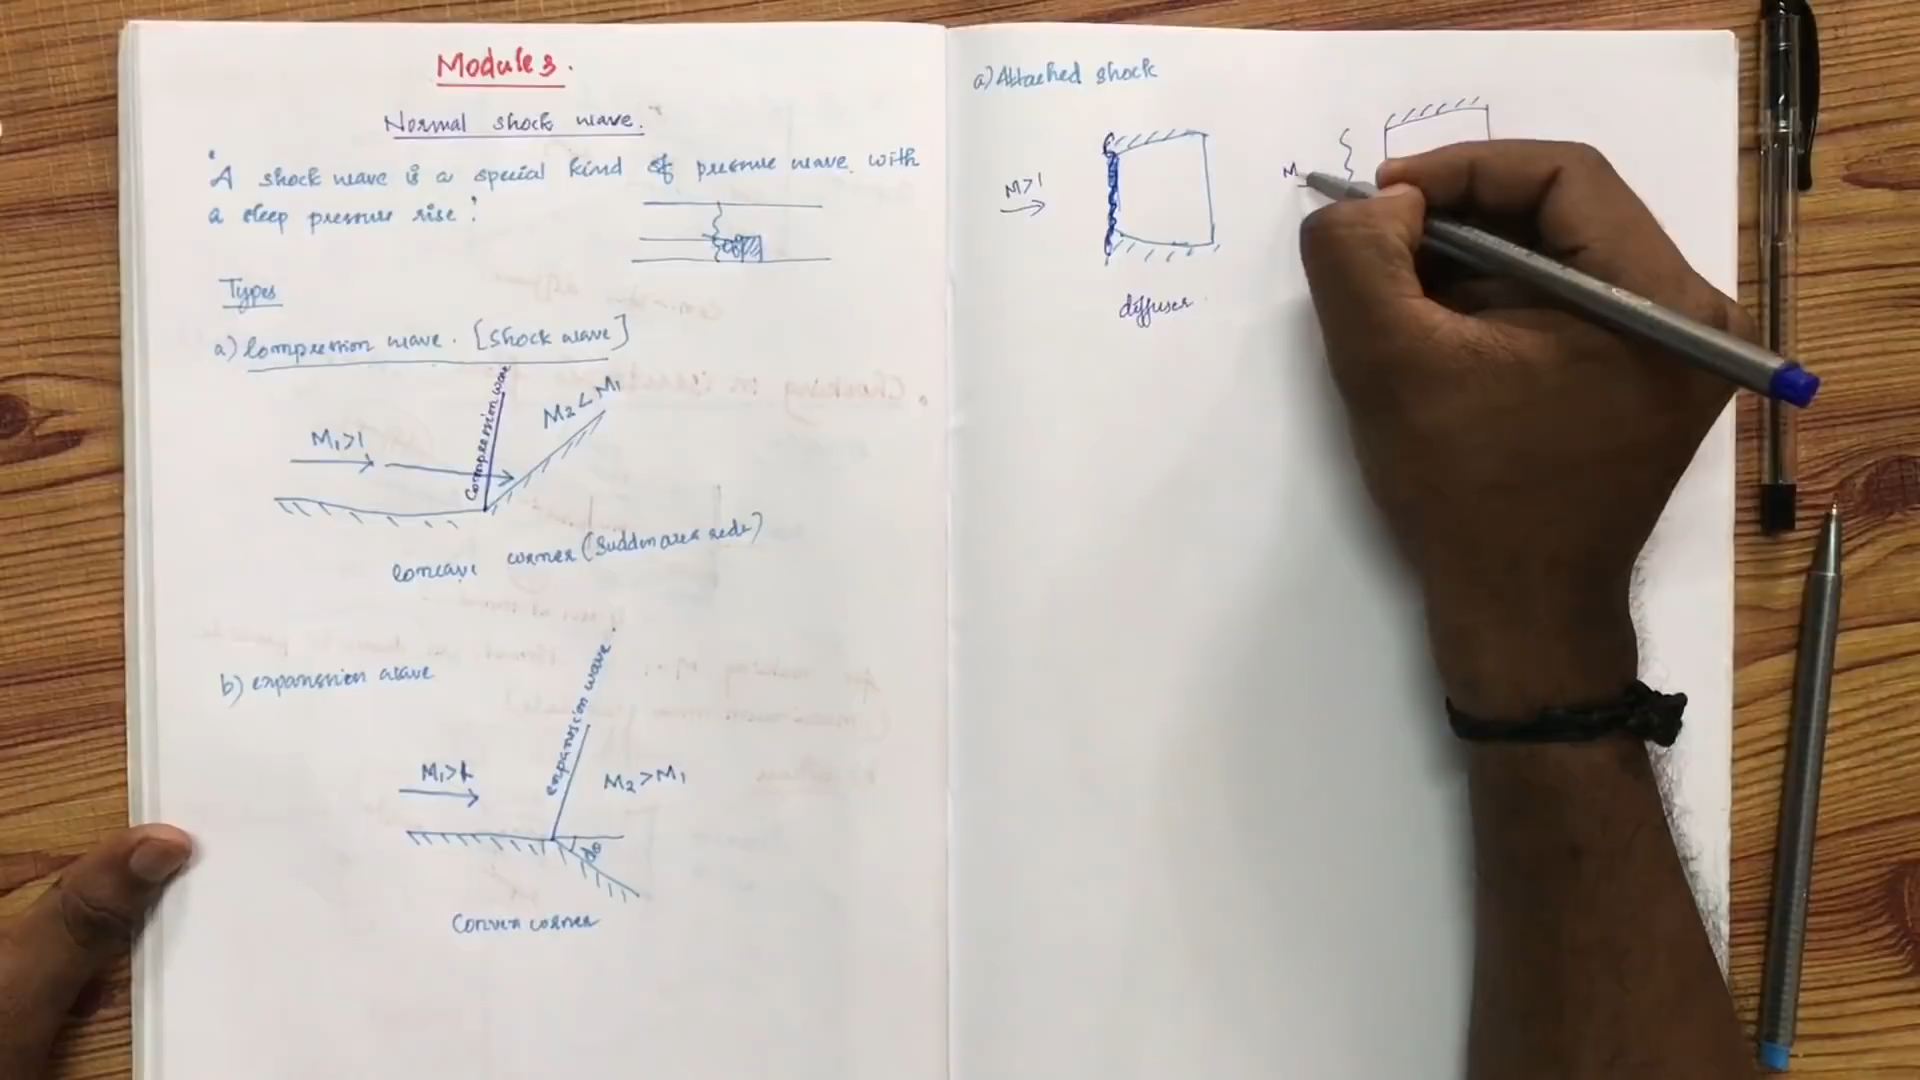 Module 3.
Normal shock wave.
"A shock wave is a special kind of pressure wave with
a steep pressure rise"
Types
a) Compression wave. [Shock wave]
Compression wave
M2 < M1
M1>1
concave corner (Sudden area redn)
b) expansion wave
expansion wave
M1>1
M2 > M1
dθ
Convex corner
a) Attached shock
M>1
M
diffuser